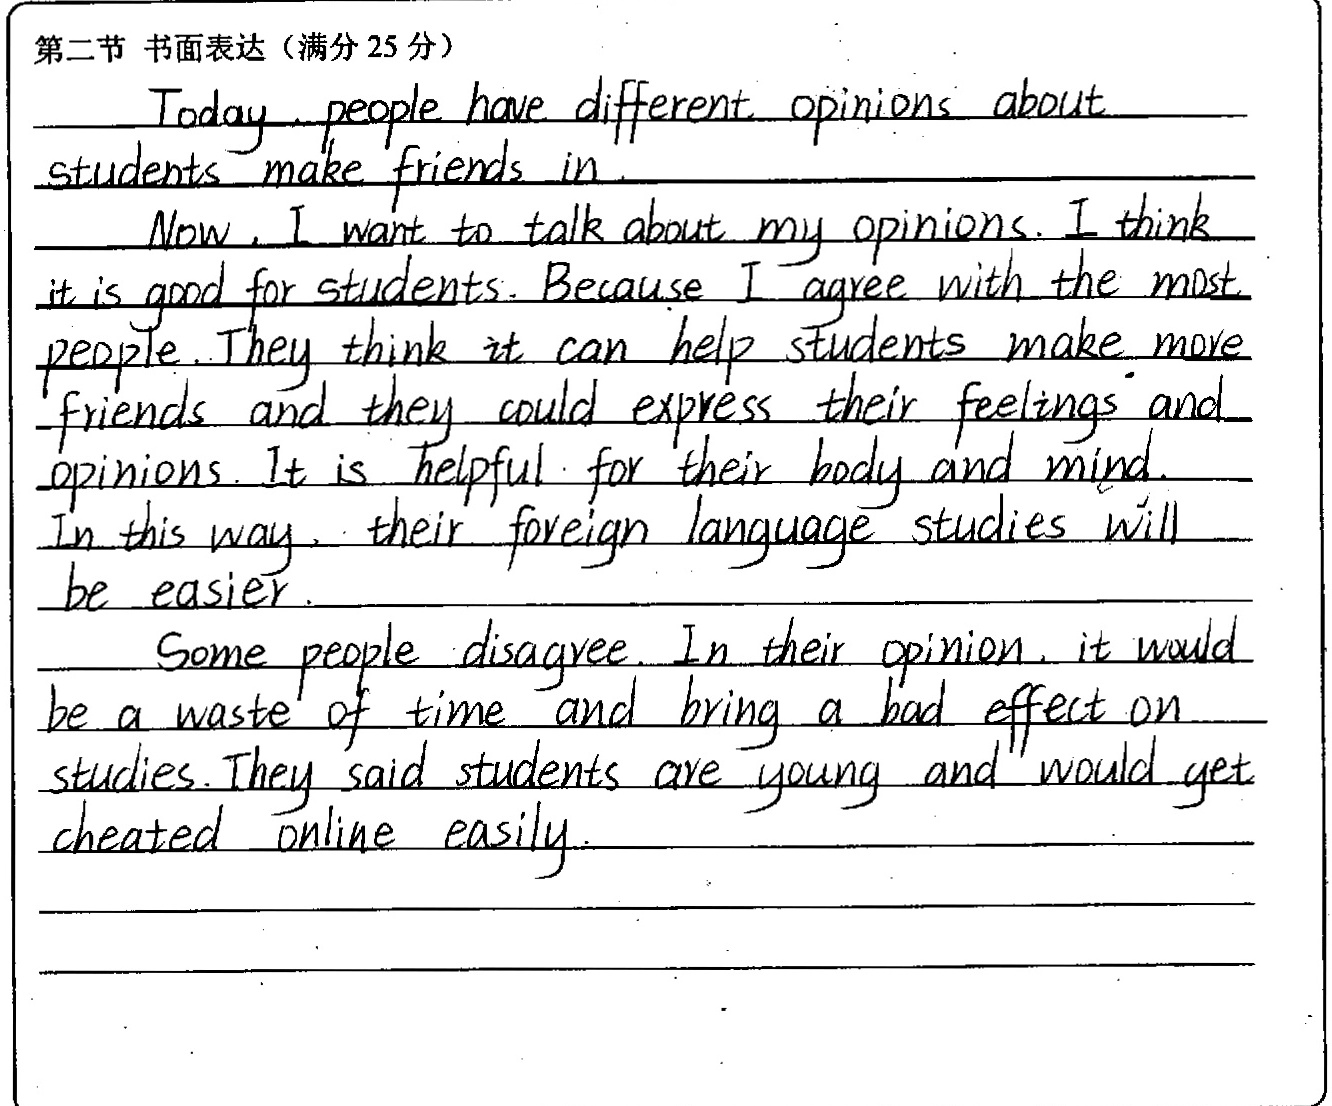 第二节 书面表达（满分 25 分）
Today, people have different opinions about
students make friends in.
Now, I want to talk about my opinions. I think
it is good for students. Because I agree with the most
people. They think it can help students make more
friends and they could express their feelings and
opinions. It is helpful for their body and mind.
In this way, their foreign language studies will
be easier.
Some people disagree. In their opinion, it would
be a waste of time and bring a bad effect on
studies. They said students are young and would get
cheated online easily.